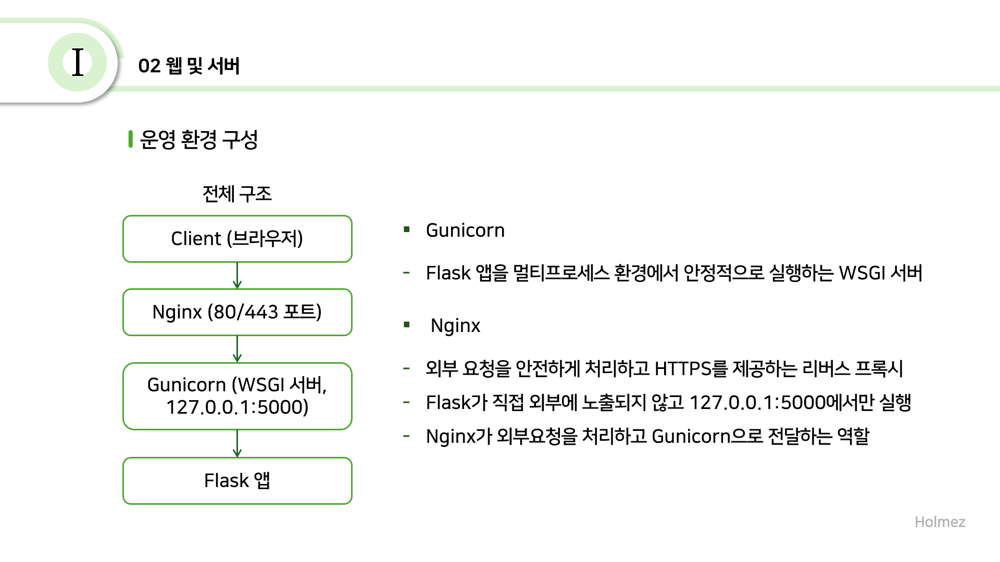 I
02 웹 및 서버
운영 환경 구성
전체 구조
Client (브라우저)
Nginx (80/443 포트)
Gunicorn (WSGI 서버,
127.0.0.1:5000)
Flask 앱
▪ Gunicorn
- Flask 앱을 멀티프로세스 환경에서 안정적으로 실행하는 WSGI 서버
▪ Nginx
- 외부 요청을 안전하게 처리하고 HTTPS를 제공하는 리버스 프록시
- Flask가 직접 외부에 노출되지 않고 127.0.0.1:5000에서만 실행
- Nginx가 외부요청을 처리하고 Gunicorn으로 전달하는 역할
Holmez